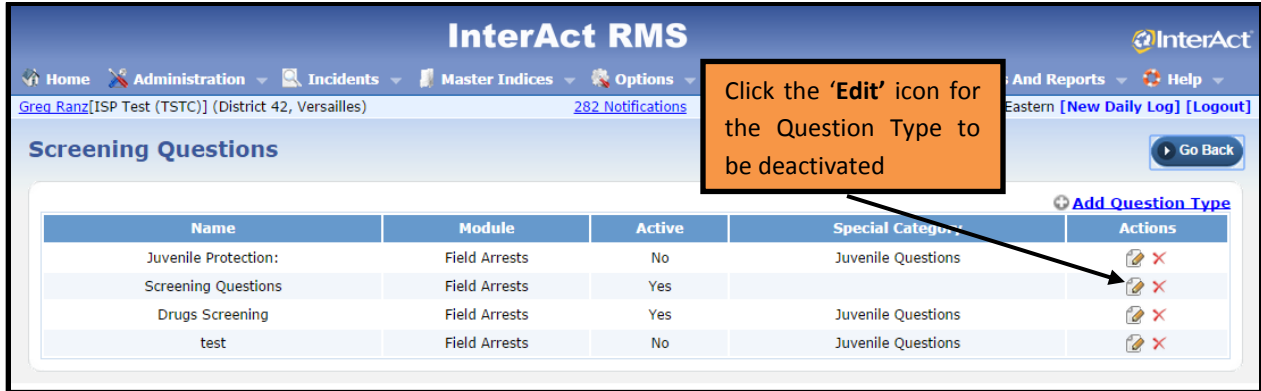 InterAct RMS
InterAct
Home Administration Incidents Master Indices Options And Reports Help
Greg Ranz[ISP Test (TSTC)] (District 42, Versailles) 282 Notifications Eastern [New Daily Log] [Logout]
Click the ‘Edit’ icon for
the Question Type to
be deactivated
Screening Questions
Go Back
Add Question Type
Name Module Active Special Category Actions
Juvenile Protection: Field Arrests No Juvenile Questions
Screening Questions Field Arrests Yes
Drugs Screening Field Arrests Yes Juvenile Questions
test Field Arrests No Juvenile Questions